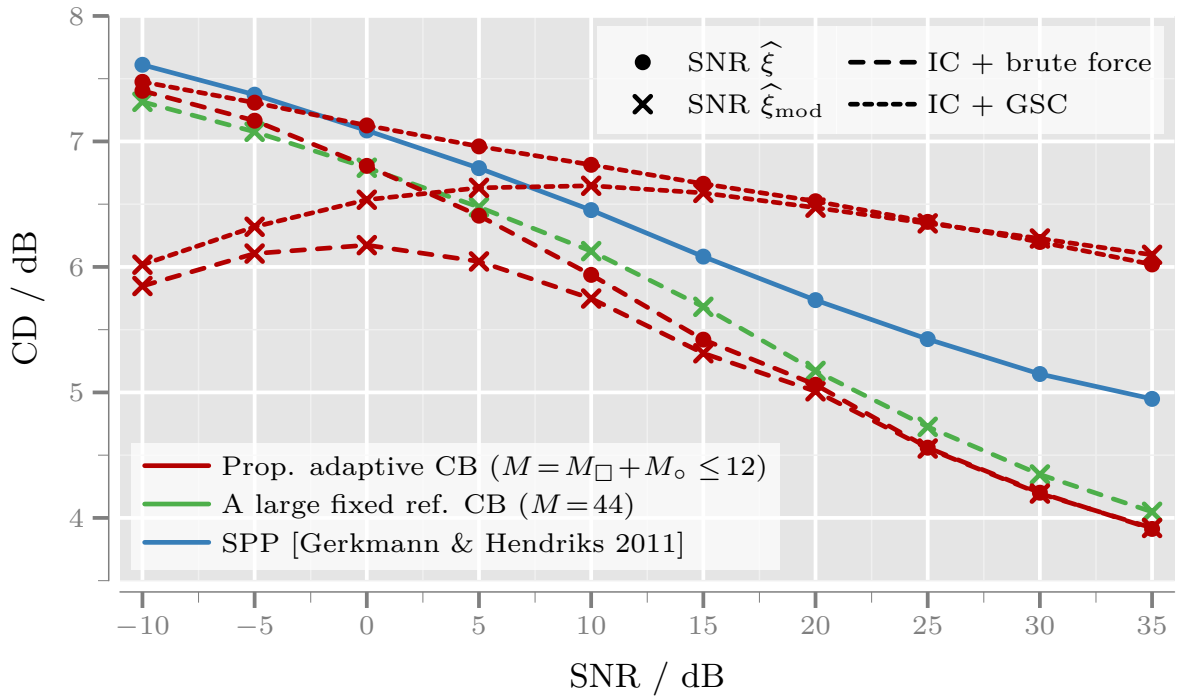 8
7
6
5
4
CD / dB
SNR ξ̂
SNR ξ̂mod
IC + brute force
IC + GSC
Prop. adaptive CB (M = M□ + M○ ≤ 12)
A large fixed ref. CB (M = 44)
SPP [Gerkmann & Hendriks 2011]
−10 −5 0 5 10 15 20 25 30 35
SNR / dB